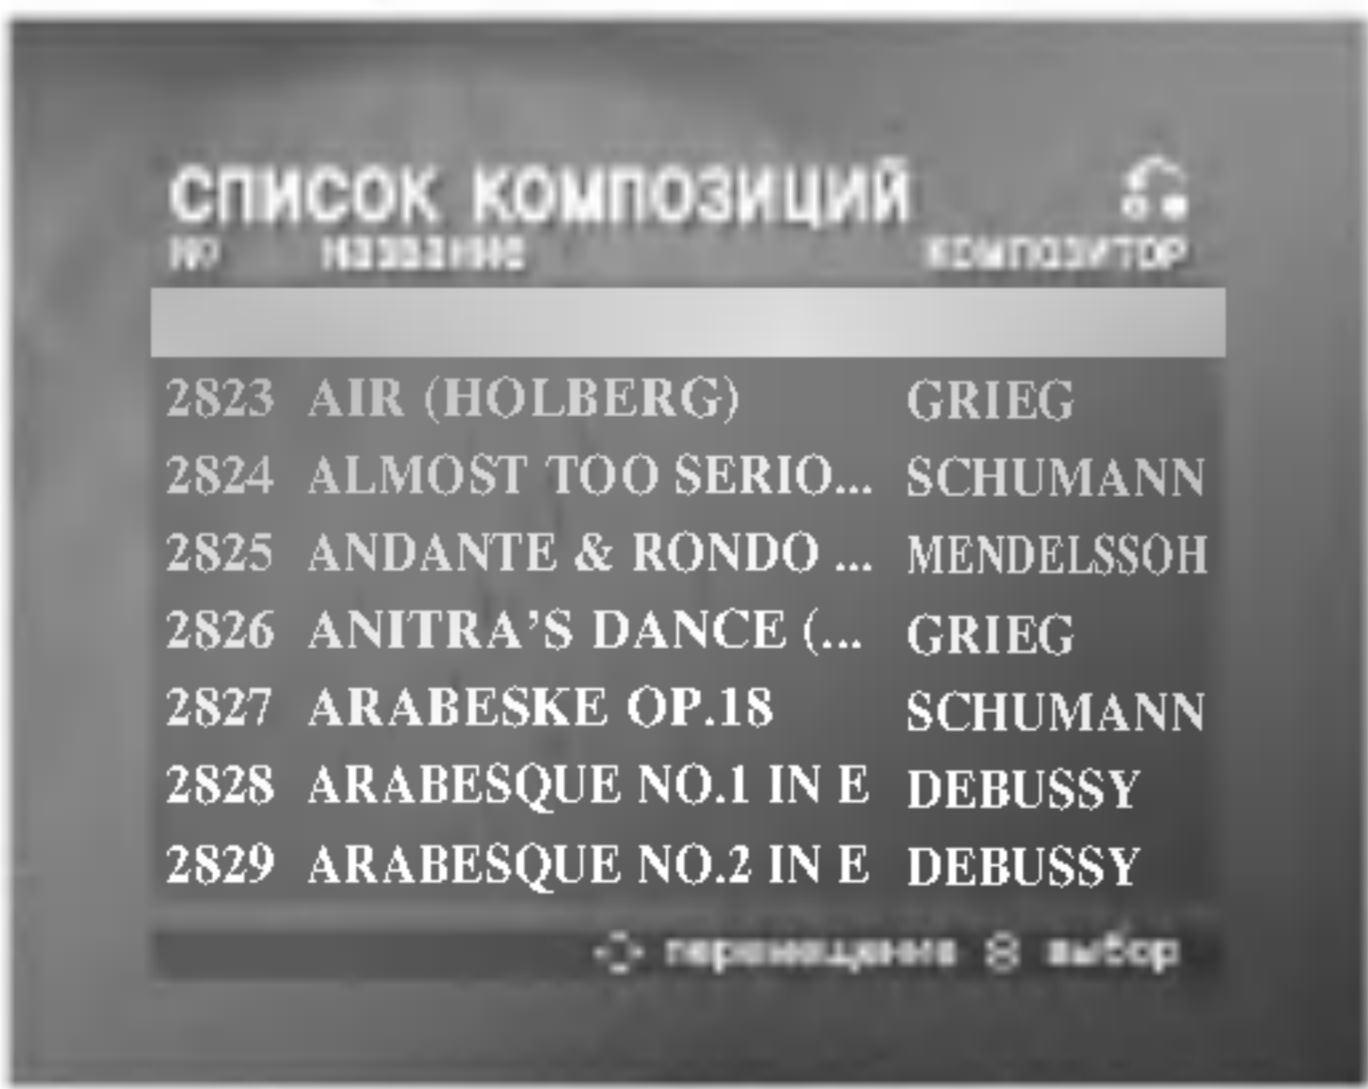 СПИСОК КОМПОЗИЦИЙ
№ название композитор
2823 AIR (HOLBERG) GRIEG
2824 ALMOST TOO SERIO... SCHUMANN
2825 ANDANTE & RONDO ... MENDELSSOH
2826 ANITRA’S DANCE (... GRIEG
2827 ARABESKE OP.18 SCHUMANN
2828 ARABESQUE NO.1 IN E DEBUSSY
2829 ARABESQUE NO.2 IN E DEBUSSY
перемещение выбор